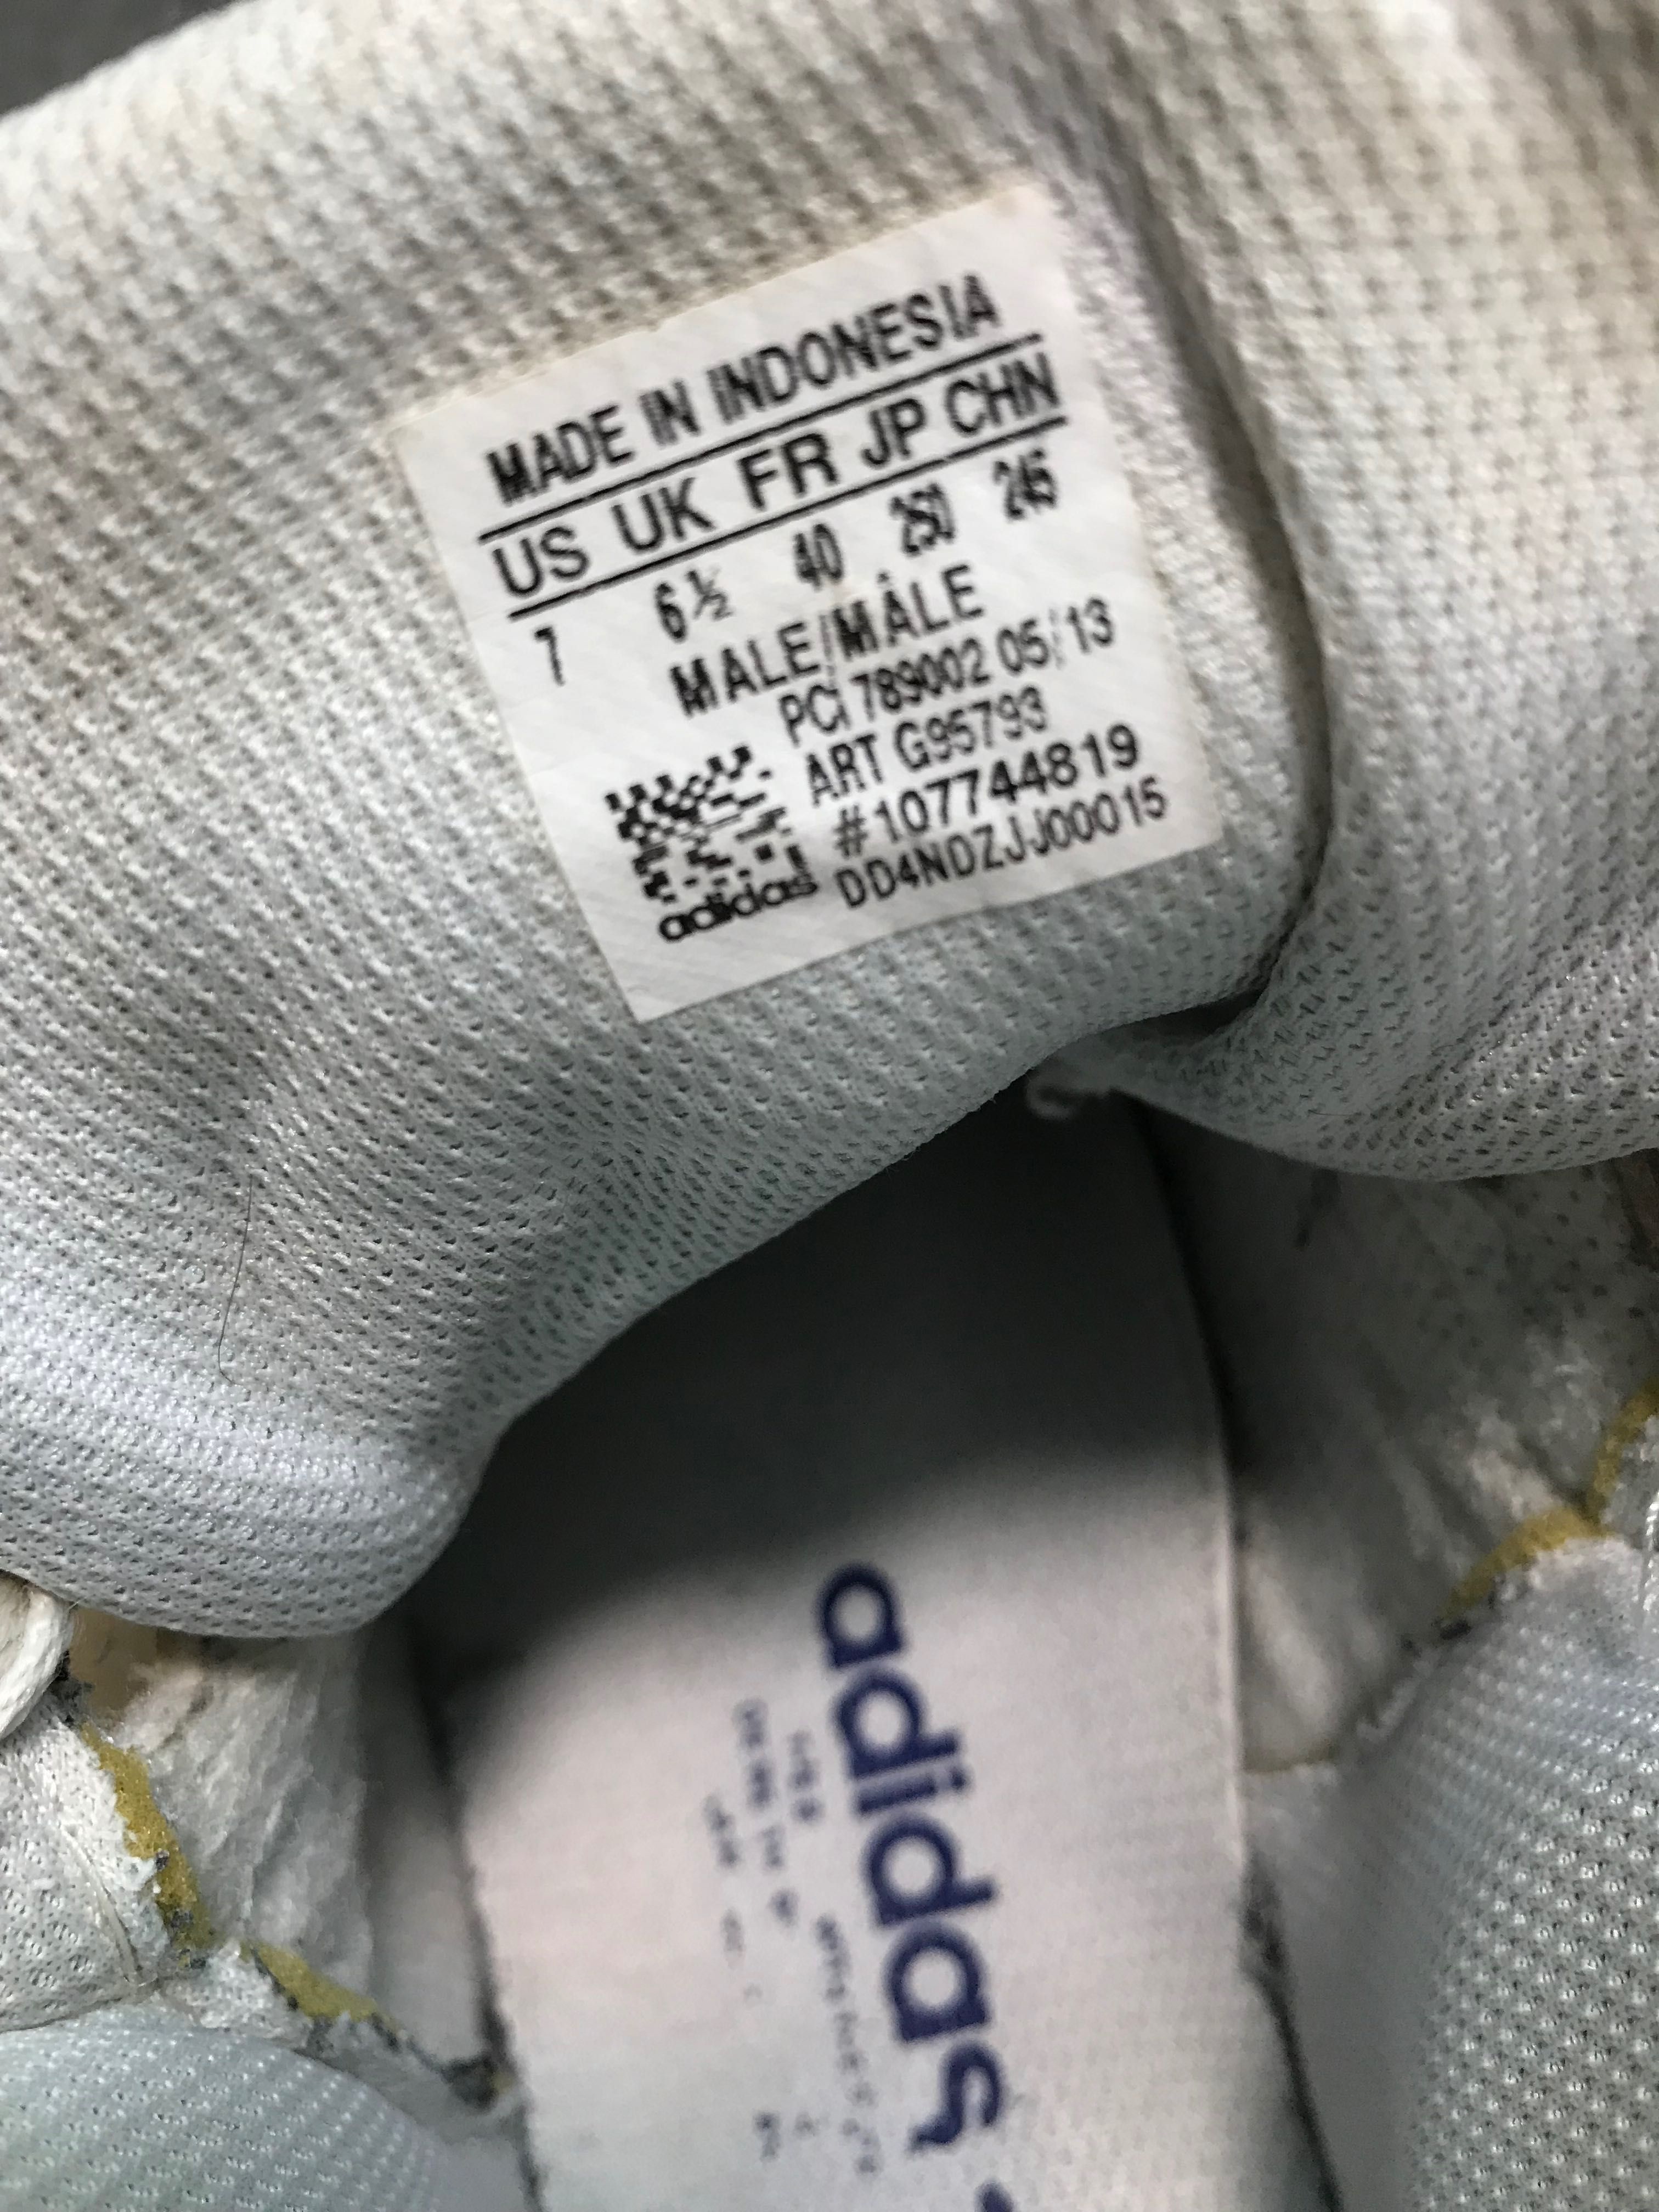 MADE IN INDONESIA
US UK FR JP CHN
7 6½ 40 250 245
MALE/MÂLE
PCI 789002 05/13
ART G95793
#107744819
DD4NDZJJ00015
adidas
adidas